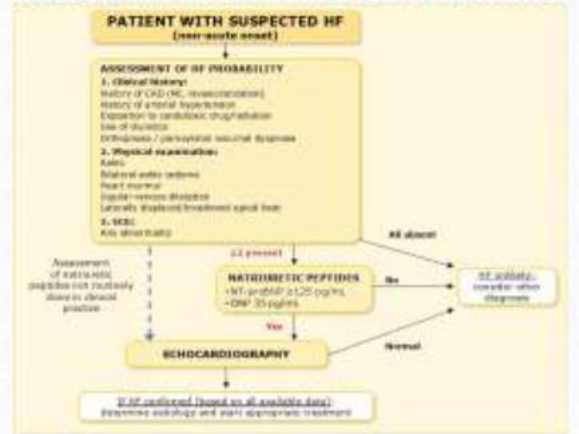 PATIENT WITH SUSPECTED HF
(non-acute onset)
ASSESSMENT OF HF PROBABILITY
1. Clinical history:
History of CAD (MI, revascularization)
History of arterial hypertension
Exposition to cardiotoxic drug/radiation
Use of diuretics
Orthopnoea / paroxysmal nocturnal dyspnoea
2. Physical examination:
Rales
Bilateral ankle oedema
Heart murmur
Jugular venous dilatation
Laterally displaced/broadened apical beat
3. ECG:
Any abnormality
Assessment
of natriuretic
peptides not routinely
done in clinical
practice
≥1 present
All absent
NATRIURETIC PEPTIDES
• NT-proBNP ≥125 pg/mL
• BNP 35 pg/mL
No
HF unlikely:
consider other
diagnosis
Yes
Normal
ECHOCARDIOGRAPHY
If HF confirmed (based on all available data):
determine aetiology and start appropriate treatment